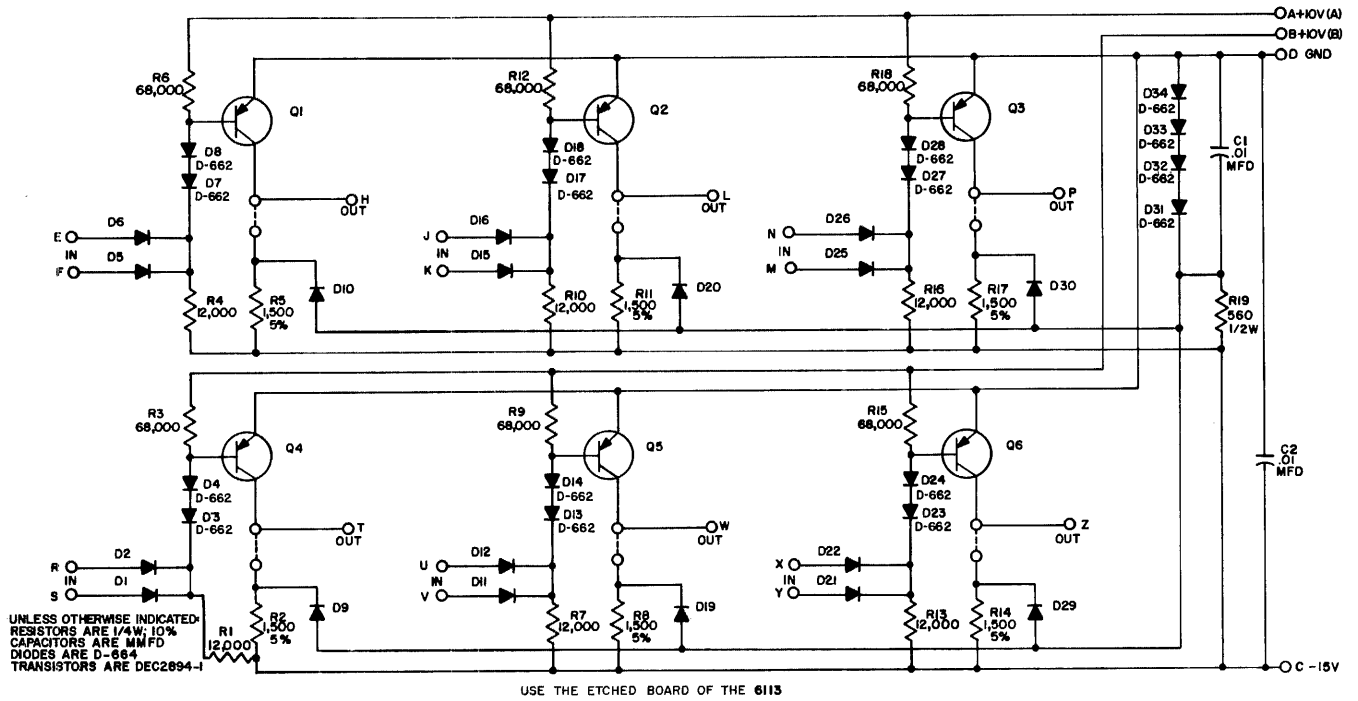 A+10V(A)
B+10V(B)
D GND
R6
68,000
Q1
R12
68,000
Q2
R18
68,000
Q3
D34
D-662
D33
D-662
D32
D-662
D31
D-662
C1
.01
MFD
D8
D-662
D7
D-662
D18
D-662
D17
D-662
D28
D-662
D27
D-662
H
OUT
L
OUT
P
OUT
E
IN
F
D6
D5
J
IN
K
D16
D15
N
IN
M
D26
D25
R4
12,000
R5
1,500
5%
D10
R10
12,000
R11
1,500
5%
D20
R16
12,000
R17
1,500
5%
D30
R19
560
1/2W
R3
68,000
Q4
R9
68,000
Q5
R15
68,000
Q6
C2
.01
MFD
D4
D-662
D3
D-662
D14
D-662
D13
D-662
D24
D-662
D23
D-662
T
OUT
W
OUT
Z
OUT
R
IN
S
D2
D1
U
IN
V
D12
D11
X
IN
Y
D22
D21
R1
12,000
R2
1,500
5%
D9
R7
12,000
R8
1,500
5%
D19
R13
12,000
R14
1,500
5%
D29
C -15V
UNLESS OTHERWISE INDICATED:
RESISTORS ARE 1/4W; 10%
CAPACITORS ARE MMFD
DIODES ARE D-664
TRANSISTORS ARE DEC2894-1
USE THE ETCHED BOARD OF THE 6113